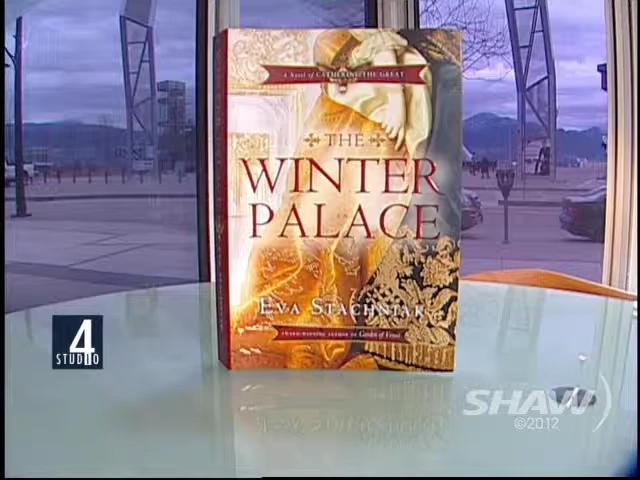 A Novel of CATHERINE THE GREAT
THE
WINTER
PALACE
EVA STACHNIAK
AWARD-WINNING AUTHOR OF Garden of Venus
4
STUDIO
SHAW)
©2012